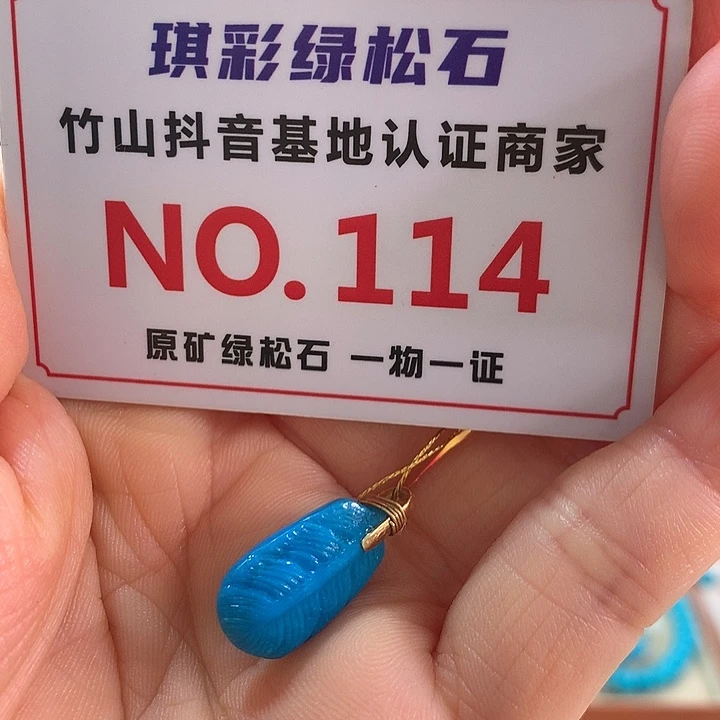 琪彩绿松石
竹山抖音基地认证商家
NO.114
原矿绿松石 一物一证